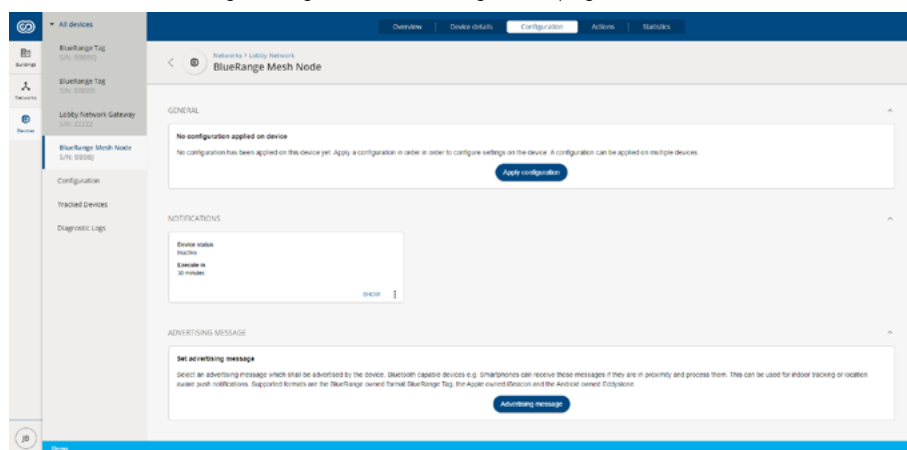 All devices
Overview
Device details
Configuration
Actions
Statistics
Buildings
Networks
Devices
BlueRange Tag
BlueRange Tag
Lobby Network Gateway
S/N: 22222
BlueRange Mesh Node
Configuration
Tracked Devices
Diagnostic Logs
Networks › Lobby Network
BlueRange Mesh Node
GENERAL
No configuration applied on device
No configuration has been applied on this device yet. Apply a configuration in order in order to configure settings on the device. A configuration can be applied on multiple devices.
Apply configuration
NOTIFICATIONS
Device status
Inactive
Execute in
30 minutes
SHOW
ADVERTISING MESSAGE
Set advertising message
Select an advertising message which shall be advertised by the device. Bluetooth capable devices e.g. Smartphones can receive those messages if they are in proximity and process them. This can be used for indoor tracking or location
aware push notifications. Supported formats are the BlueRange owned format BlueRange Tag, the Apple owned iBeacon and the Android owned Eddystone
Advertising message
JB